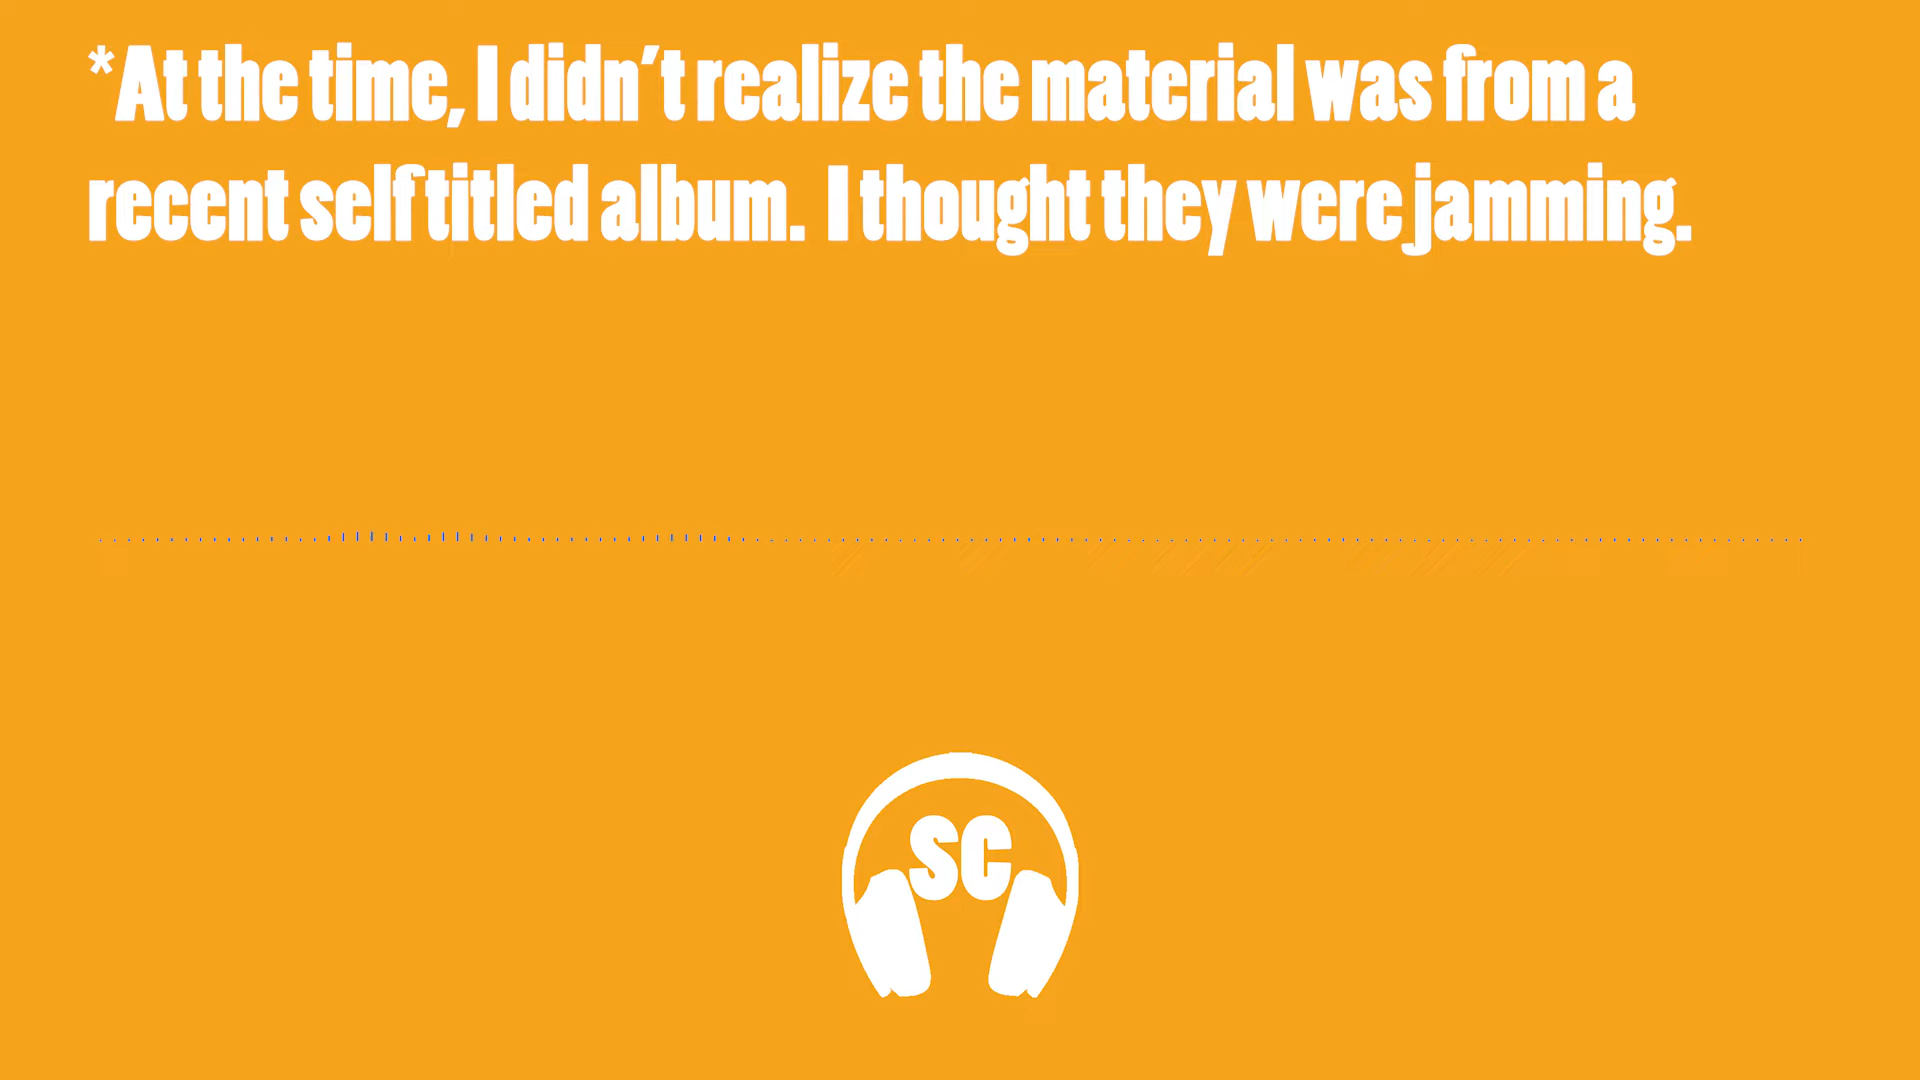 *At the time, I didn't realize the material was from a
recent self titled album.  I thought they were jamming.
SC